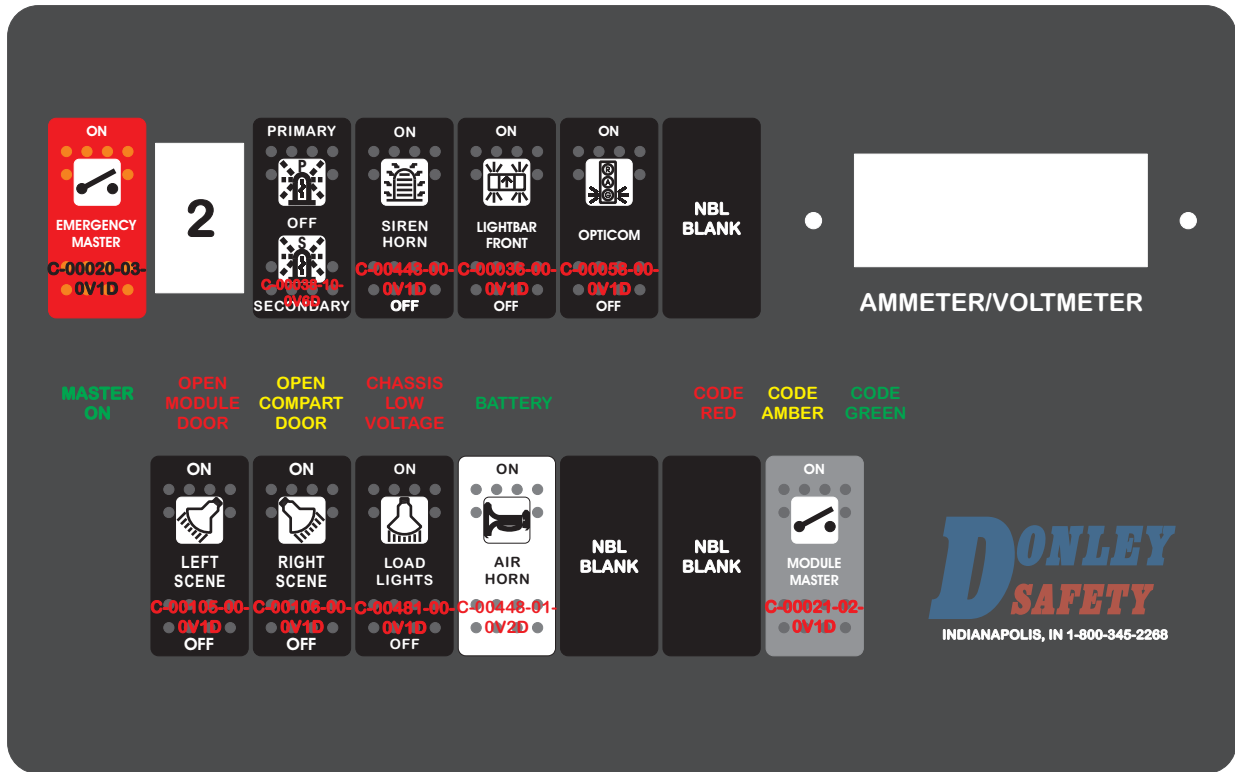 ON
EMERGENCY
MASTER
C-00020-03-
0V1D
2
PRIMARY
P
OFF
S
SECONDARY
ON
SIREN
HORN
0V1D
OFF
ON
LIGHTBAR
FRONT
C-00036-00-
0V1D
OFF
ON
R
A
G
OPTICOM
C-00058-00-
0V1D
OFF
NBL
BLANK
AMMETER/VOLTMETER
MASTER
ON
OPEN
MODULE
DOOR
OPEN
COMPART
DOOR
CHASSIS
LOW
VOLTAGE
BATTERY
CODE
RED
CODE
AMBER
CODE
GREEN
ON
LEFT
SCENE
C-00105-00-
0V1D
OFF
ON
RIGHT
SCENE
C-00106-00-
0V1D
OFF
ON
LOAD
LIGHTS
C-00481-00-
0V1D
OFF
ON
AIR
HORN
C-00448-01-
0V2D
NBL
BLANK
NBL
BLANK
ON
MODULE
MASTER
C-00021-02-
0V1D
DONLEY
SAFETY
INDIANAPOLIS, IN 1-800-345-2268